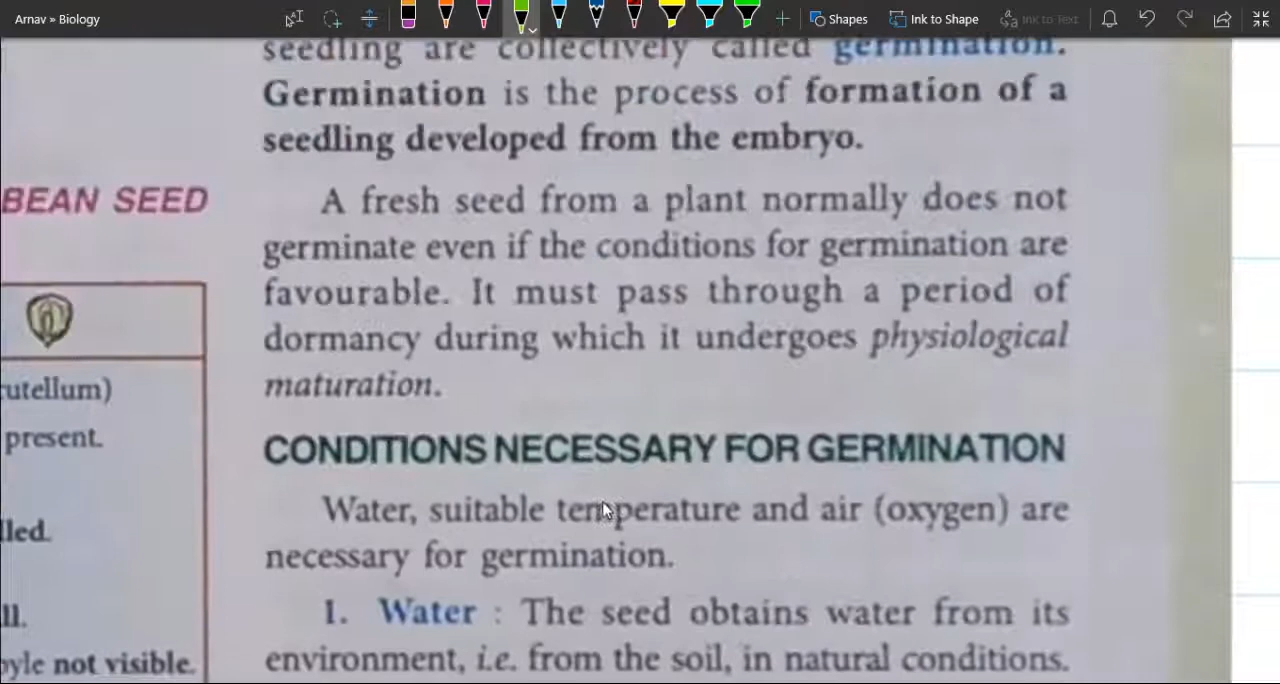 Arnav » Biology
Shapes
Ink to Shape
Ink to Text
seedling are collectively called germination.
Germination is the process of formation of a
seedling developed from the embryo.
BEAN SEED
A fresh seed from a plant normally does not
germinate even if the conditions for germination are
favourable. It must pass through a period of
dormancy during which it undergoes physiological
maturation.
utellum)
present.
lled.
ll.
yle not visible.
CONDITIONS NECESSARY FOR GERMINATION
Water, suitable temperature and air (oxygen) are
necessary for germination.
1. Water : The seed obtains water from its
environment, i.e. from the soil, in natural conditions.